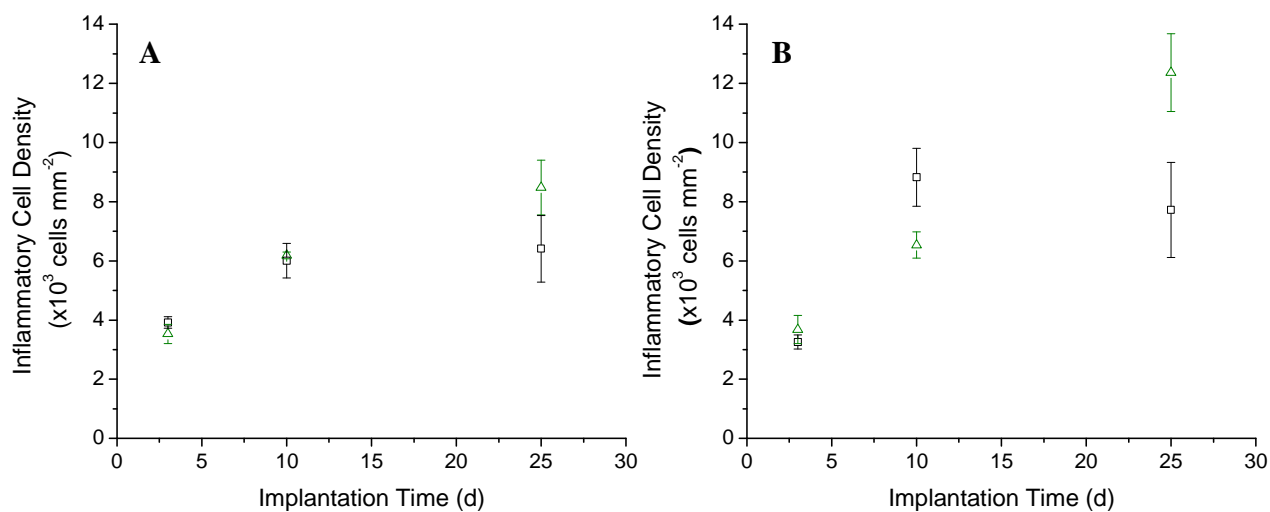 A
14
12
10
8
6
4
2
0
Inflammatory Cell Density
(x10³ cells mm⁻²)
0 5 10 15 20 25 30
Implantation Time (d)
B
14
12
10
8
6
4
2
0
Inflammatory Cell Density
(x10³ cells mm⁻²)
0 5 10 15 20 25 30
Implantation Time (d)